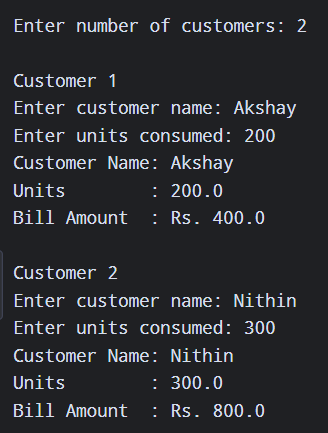 Enter number of customers: 2
Customer 1
Enter customer name: Akshay
Enter units consumed: 200
Customer Name: Akshay
Units         : 200.0
Bill Amount  : Rs. 400.0
Customer 2
Enter customer name: Nithin
Enter units consumed: 300
Customer Name: Nithin
Units         : 300.0
Bill Amount  : Rs. 800.0